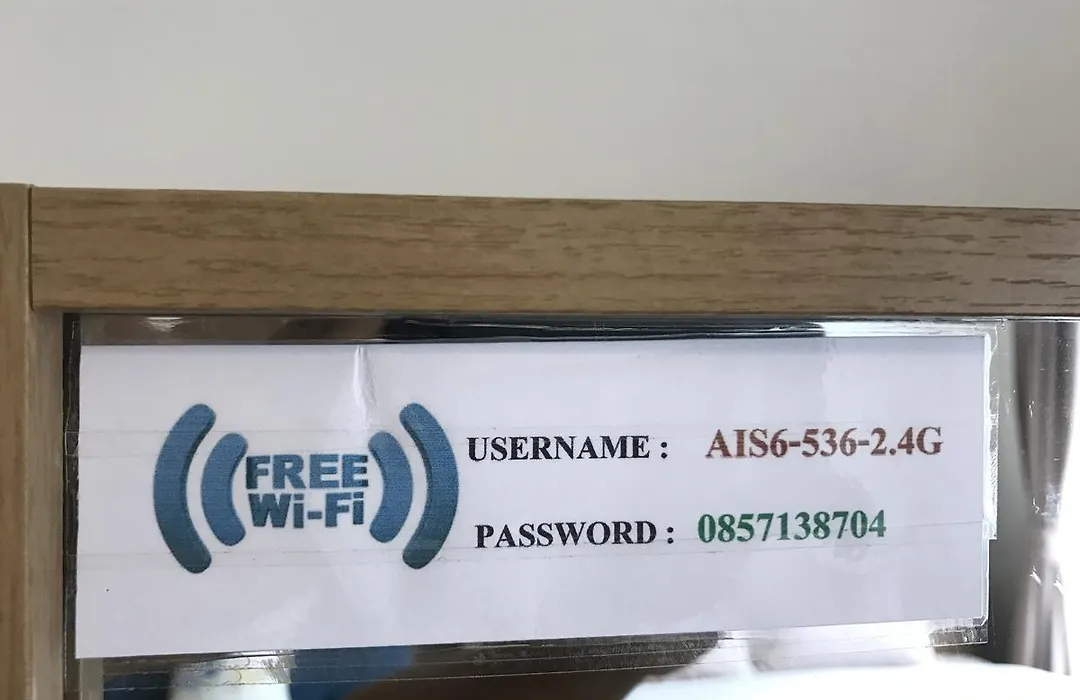 FREE
Wi-Fi
USERNAME : AIS6-536-2.4G
PASSWORD : 0857138704